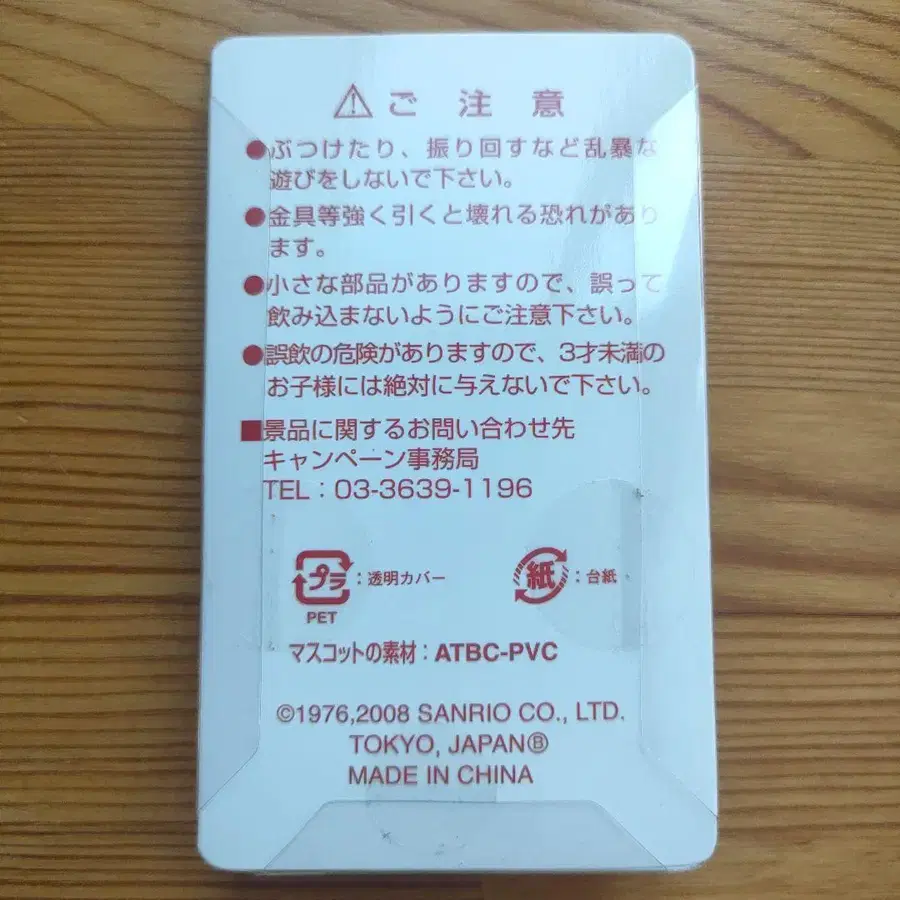 ⚠ご注意
●ぶつけたり、振り回すなど乱暴な
遊びをしないで下さい。
●金具等強く引くと壊れる恐れがあり
ます。
●小さな部品がありますので、誤って
飲み込まないようにご注意下さい。
●誤飲の危険がありますので、3才未満の
お子様には絶対に与えないで下さい。
■景品に関するお問い合わせ先
キャンペーン事務局
TEL：03-3639-1196
プラ：透明カバー
PET
紙：台紙
マスコットの素材：ATBC-PVC
©1976,2008 SANRIO CO., LTD.
TOKYO, JAPANⒷ
MADE IN CHINA